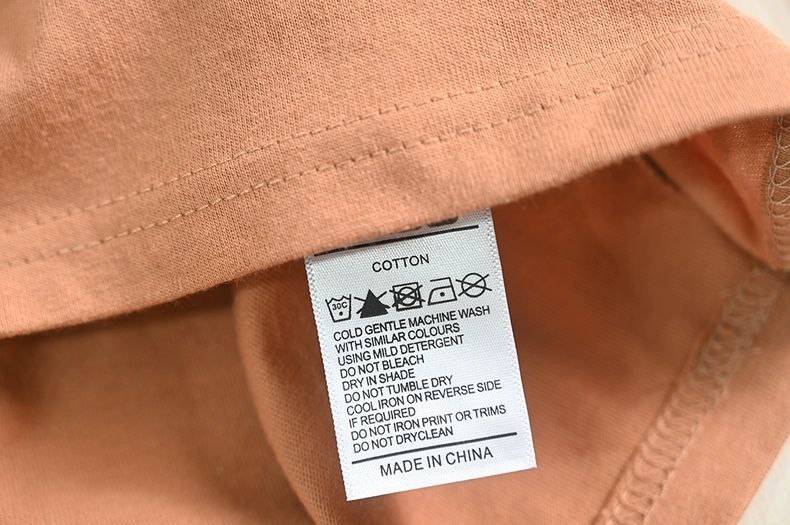 COTTON
30C
COLD GENTLE MACHINE WASH
WITH SIMILAR COLOURS
USING MILD DETERGENT
DO NOT BLEACH
DRY IN SHADE
DO NOT TUMBLE DRY
COOL IRON ON REVERSE SIDE
IF REQUIRED
DO NOT IRON PRINT OR TRIMS
DO NOT DRYCLEAN
MADE IN CHINA